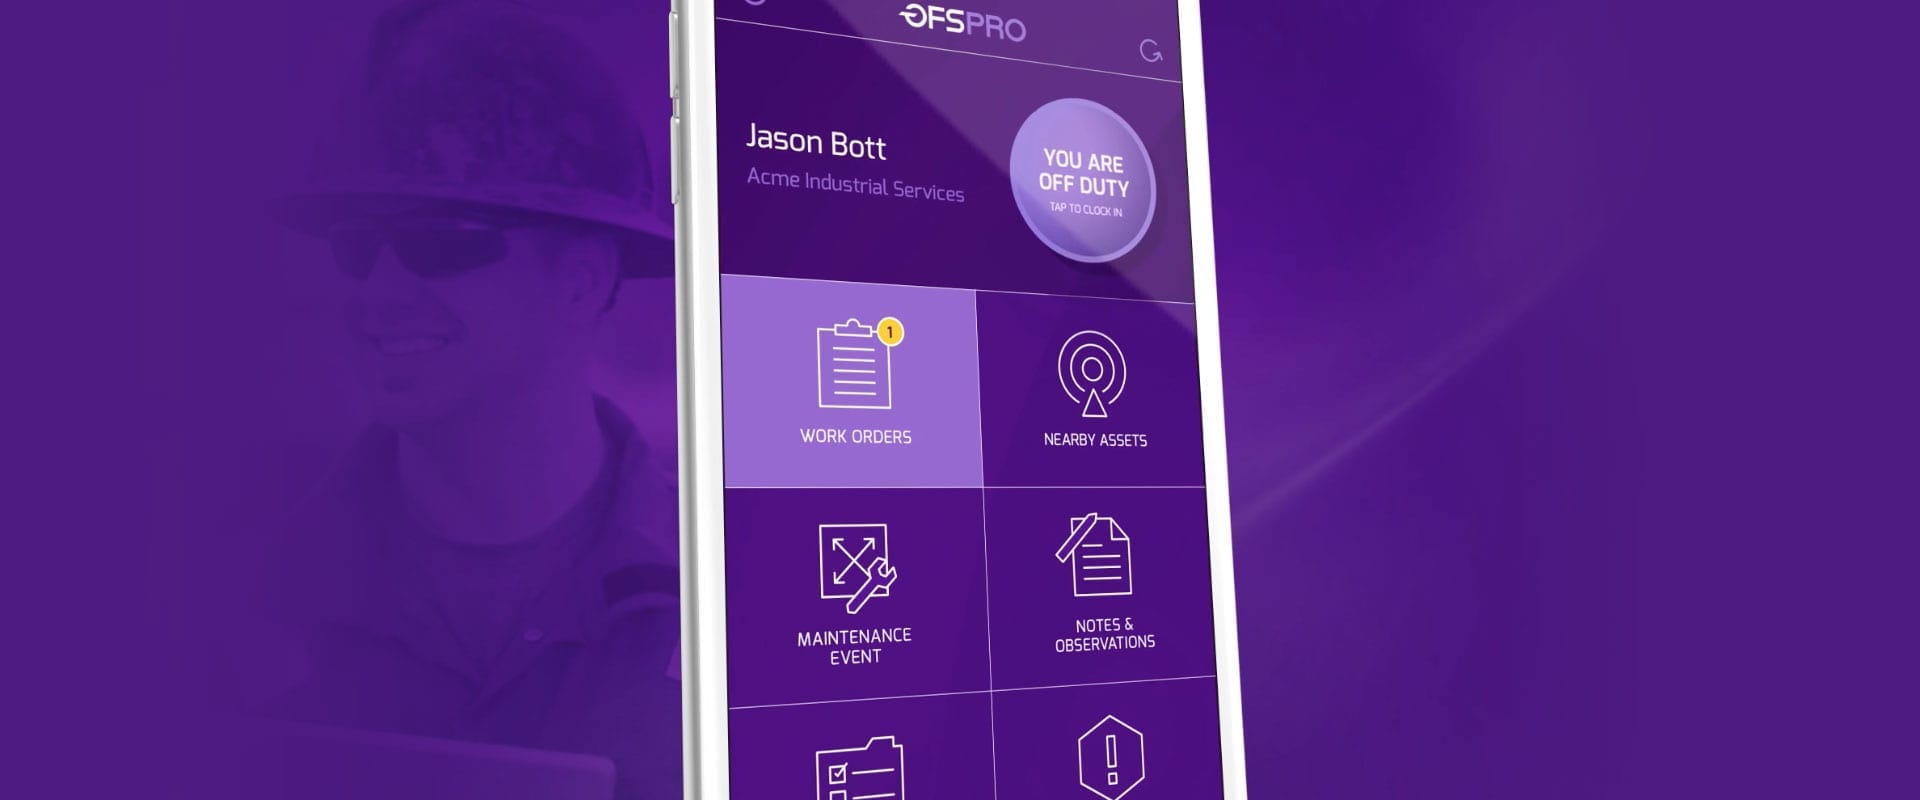 OFSPRO
Jason Bott
Acme Industrial Services
YOU ARE
OFF DUTY
TAP TO CLOCK IN
1
WORK ORDERS
NEARBY ASSETS
MAINTENANCE
EVENT
NOTES &
OBSERVATIONS